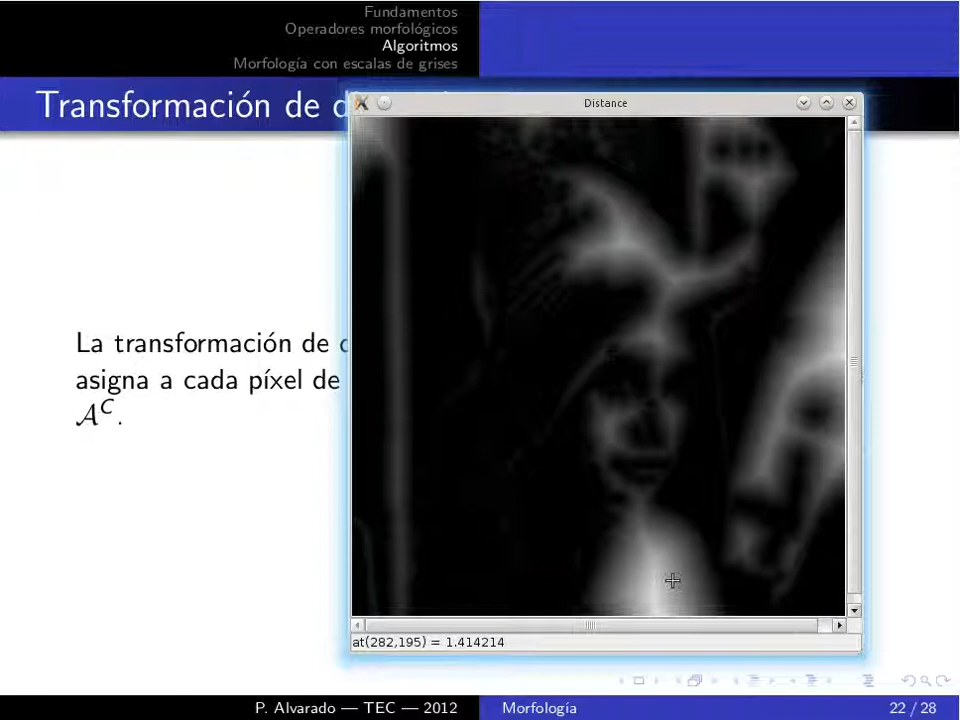 Fundamentos
Operadores morfológicos
Algoritmos
Morfología con escalas de grises
Transformación de d
Distance
La transformación de
asigna a cada píxel de
𝒜ᶜ.
at(282,195) = 1.414214
P. Alvarado — TEC — 2012
Morfología
22 / 28